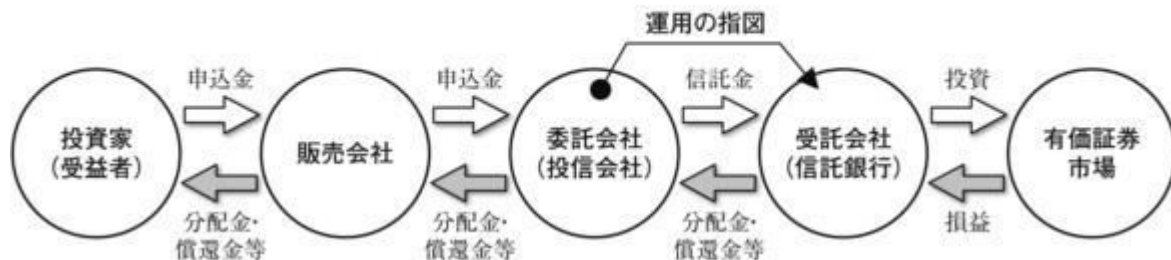 運用の指図
申込金
申込金
信託金
投資
投資家
（受益者）
販売会社
委託会社
（投信会社）
受託会社
（信託銀行）
有価証券
市場
分配金・
償還金等
分配金・
償還金等
分配金・
償還金等
損益